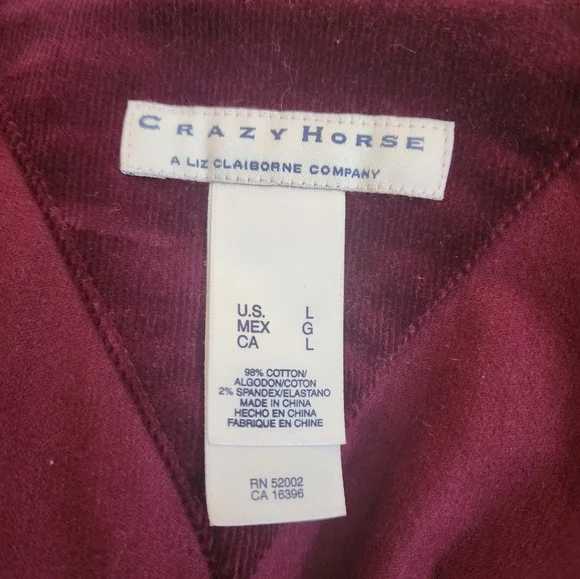 CRAZY HORSE
A LIZ CLAIBORNE COMPANY
U.S. L
MEX G
CA L
98% COTTON/
ALGODON/COTON
2% SPANDEX/ELASTANO
MADE IN CHINA
HECHO EN CHINA
FABRIQUE EN CHINE
RN 52002
CA 16396